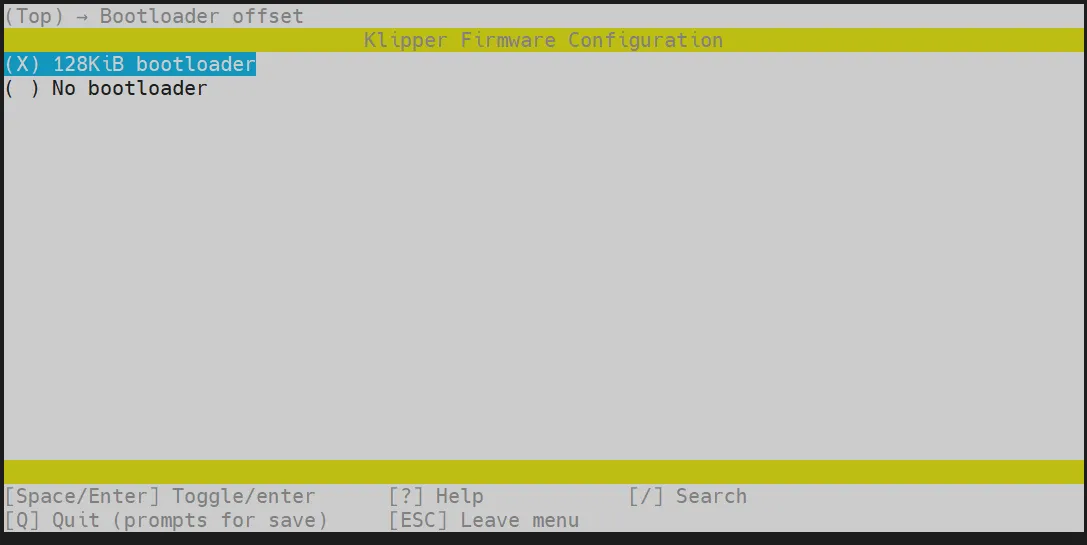 (Top) → Bootloader offset
Klipper Firmware Configuration
(X) 128KiB bootloader
( ) No bootloader
[Space/Enter] Toggle/enter [?] Help [/] Search
[Q] Quit (prompts for save) [ESC] Leave menu